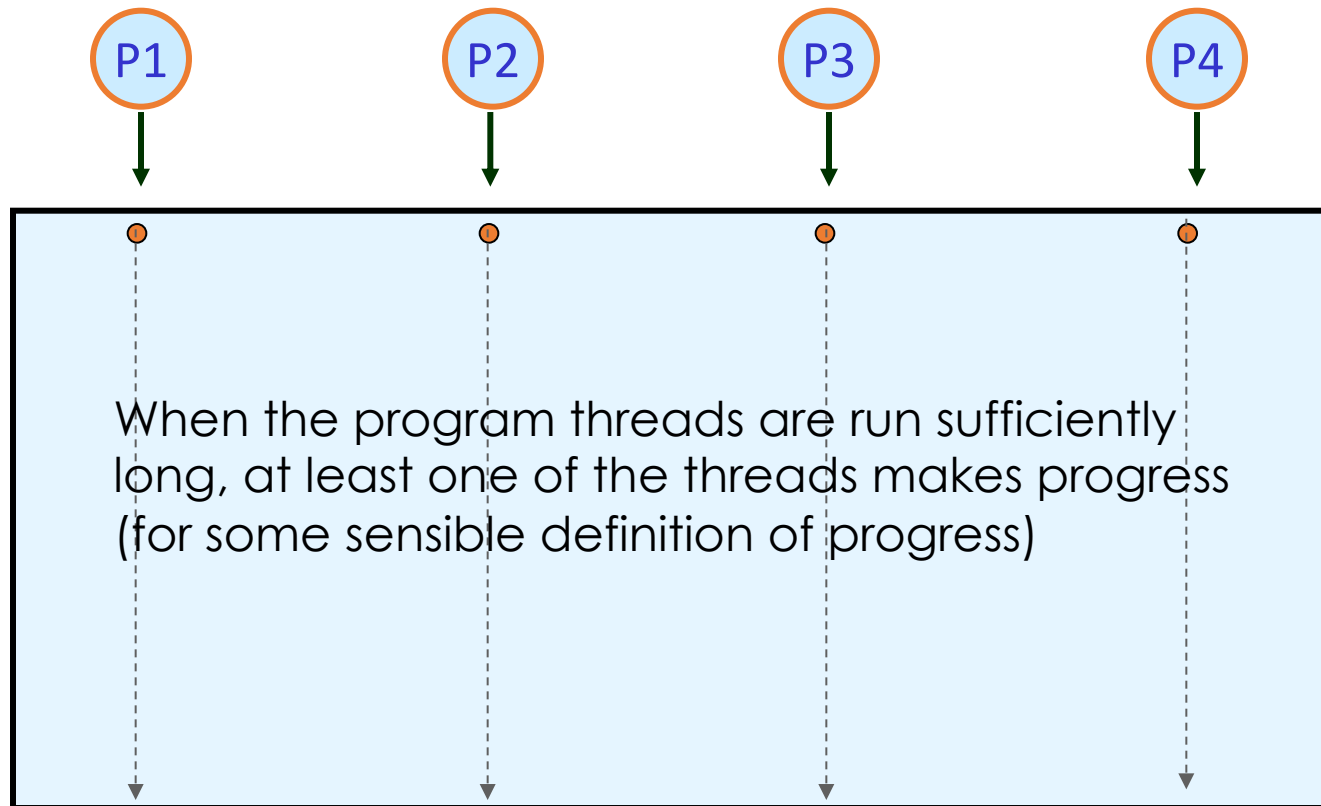 P1 P2 P3 P4
When the program threads are run sufficiently
long, at least one of the threads makes progress
(for some sensible definition of progress)